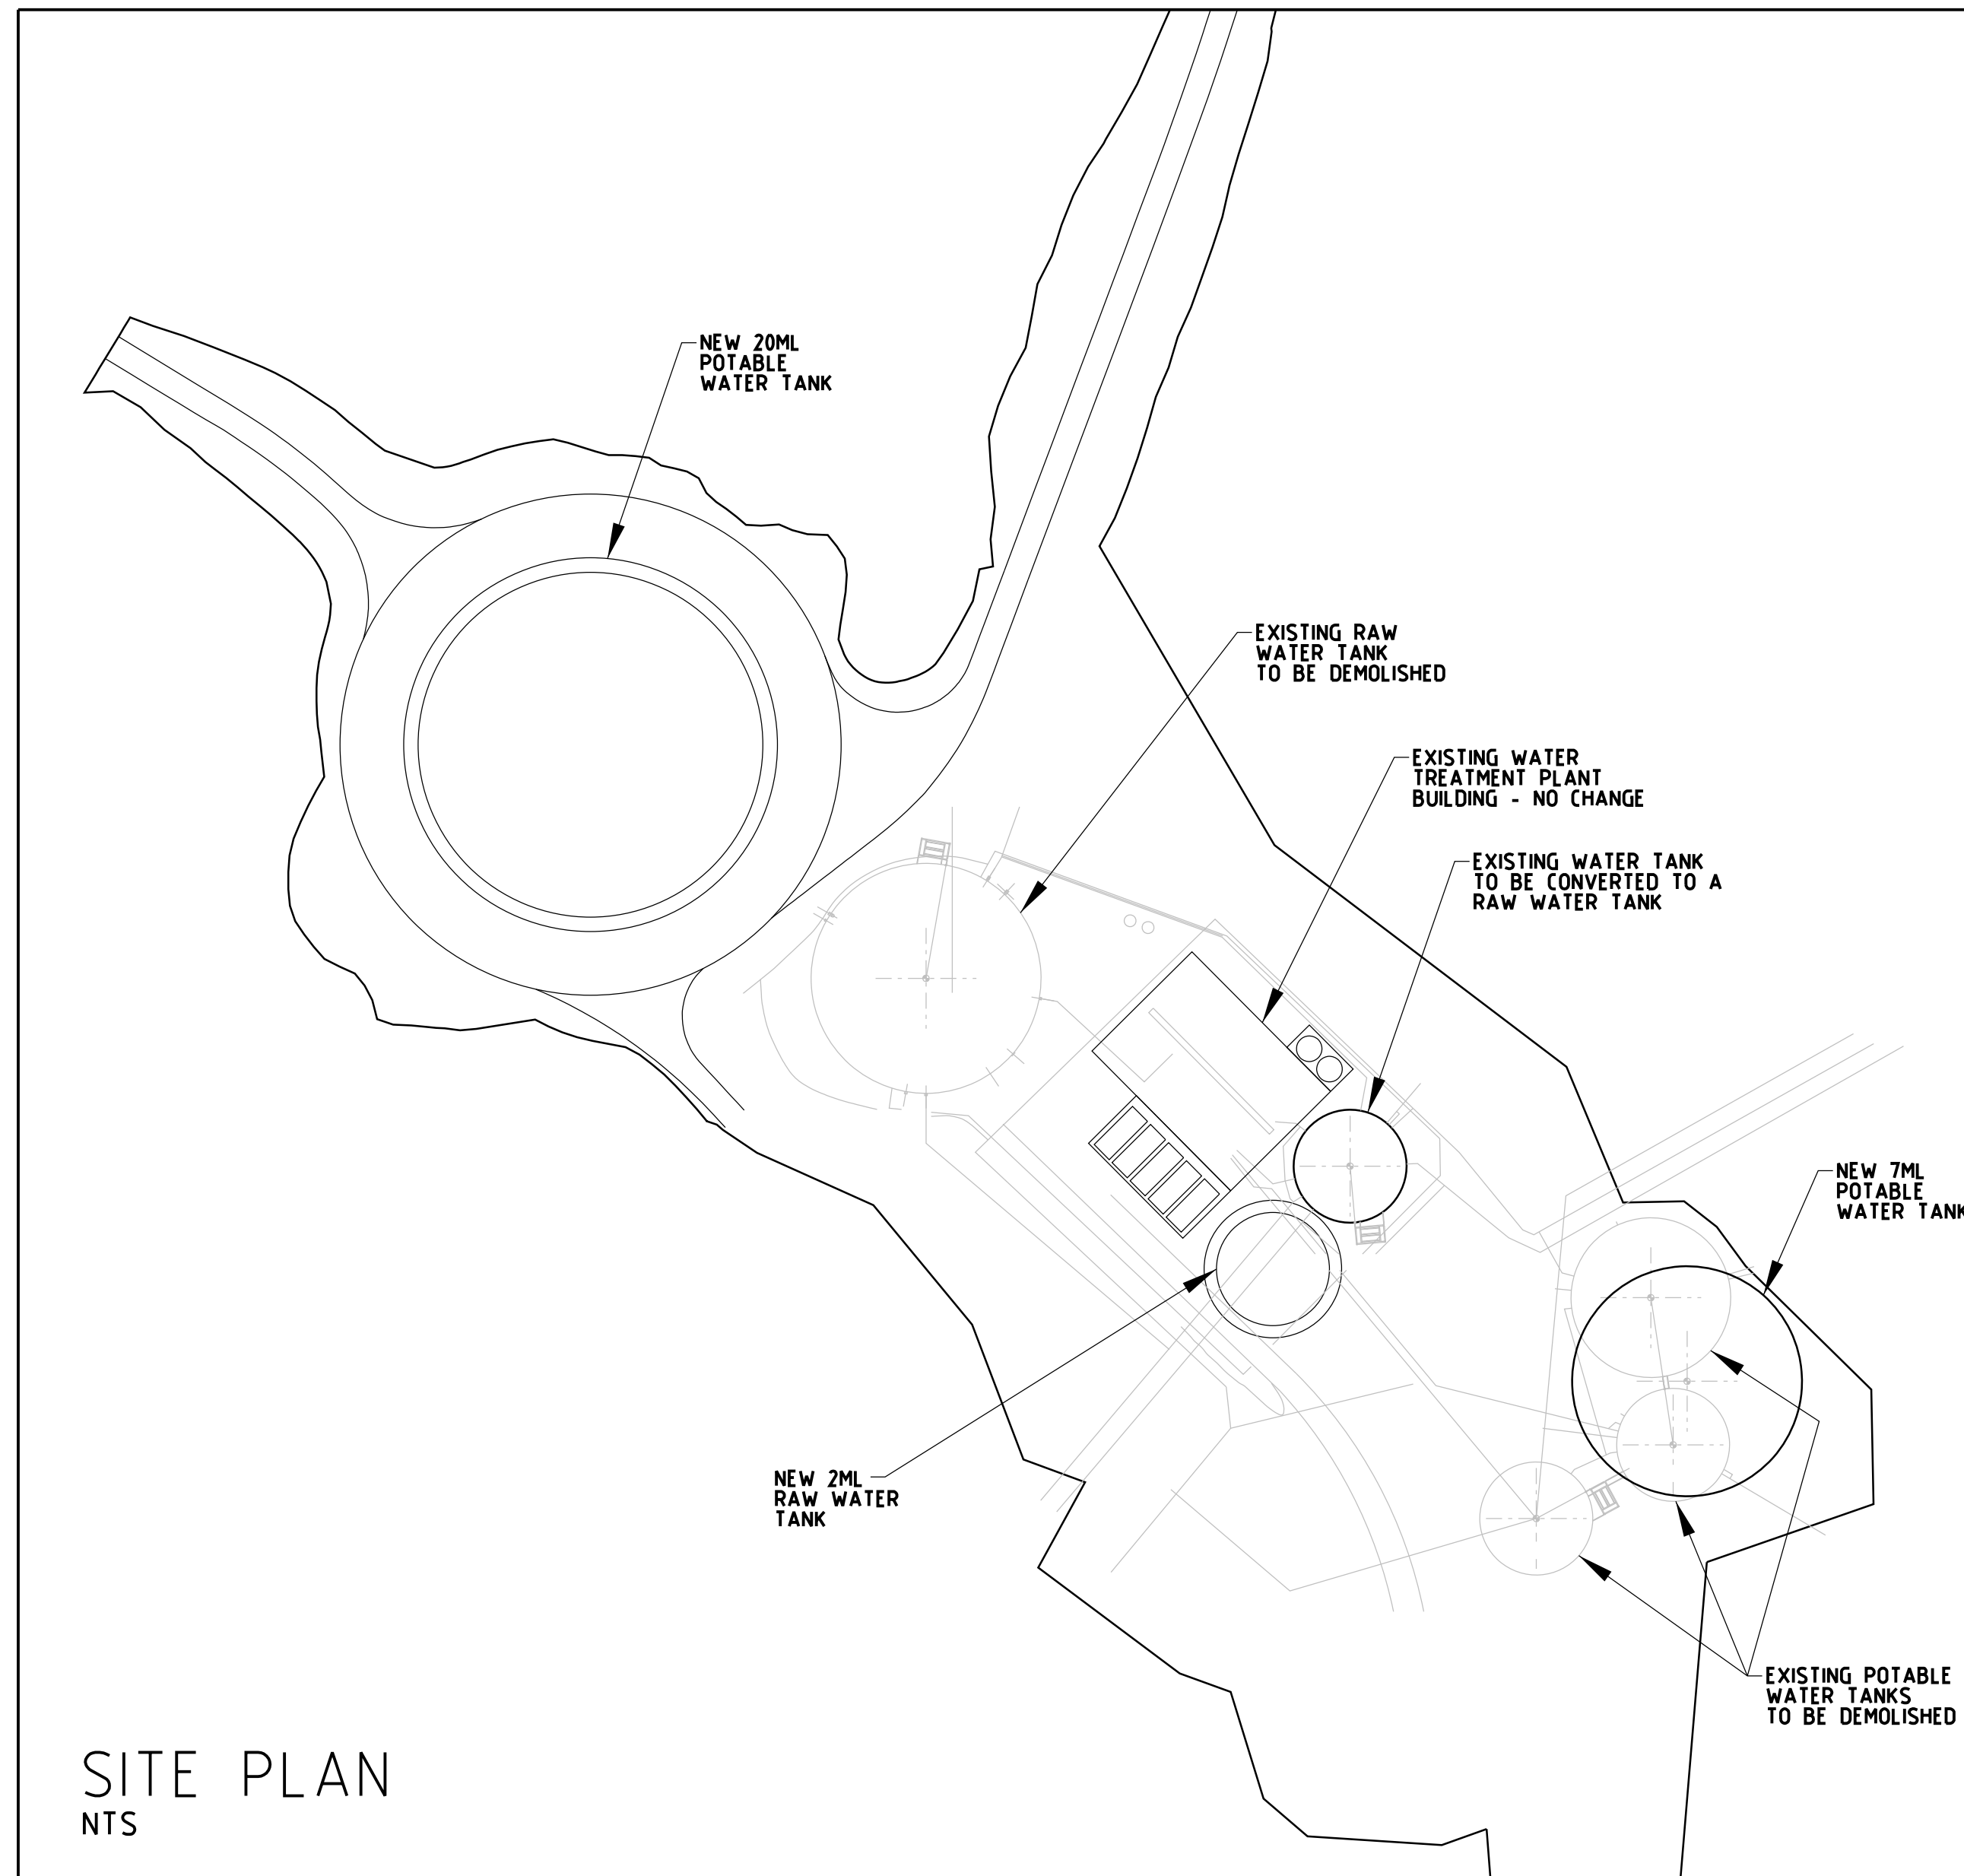 NEW 20ML
POTABLE
WATER TANK
EXISTING RAW
WATER TANK
TO BE DEMOLISHED
EXISTING WATER
TREATMENT PLANT
BUILDING - NO CHANGE
EXISTING WATER TANK
TO BE CONVERTED TO A
RAW WATER TANK
NEW 7ML
POTABLE
WATER TANK
NEW 2ML
RAW WATER
TANK
EXISTING POTABLE
WATER TANKS
TO BE DEMOLISHED
SITE PLAN
NTS